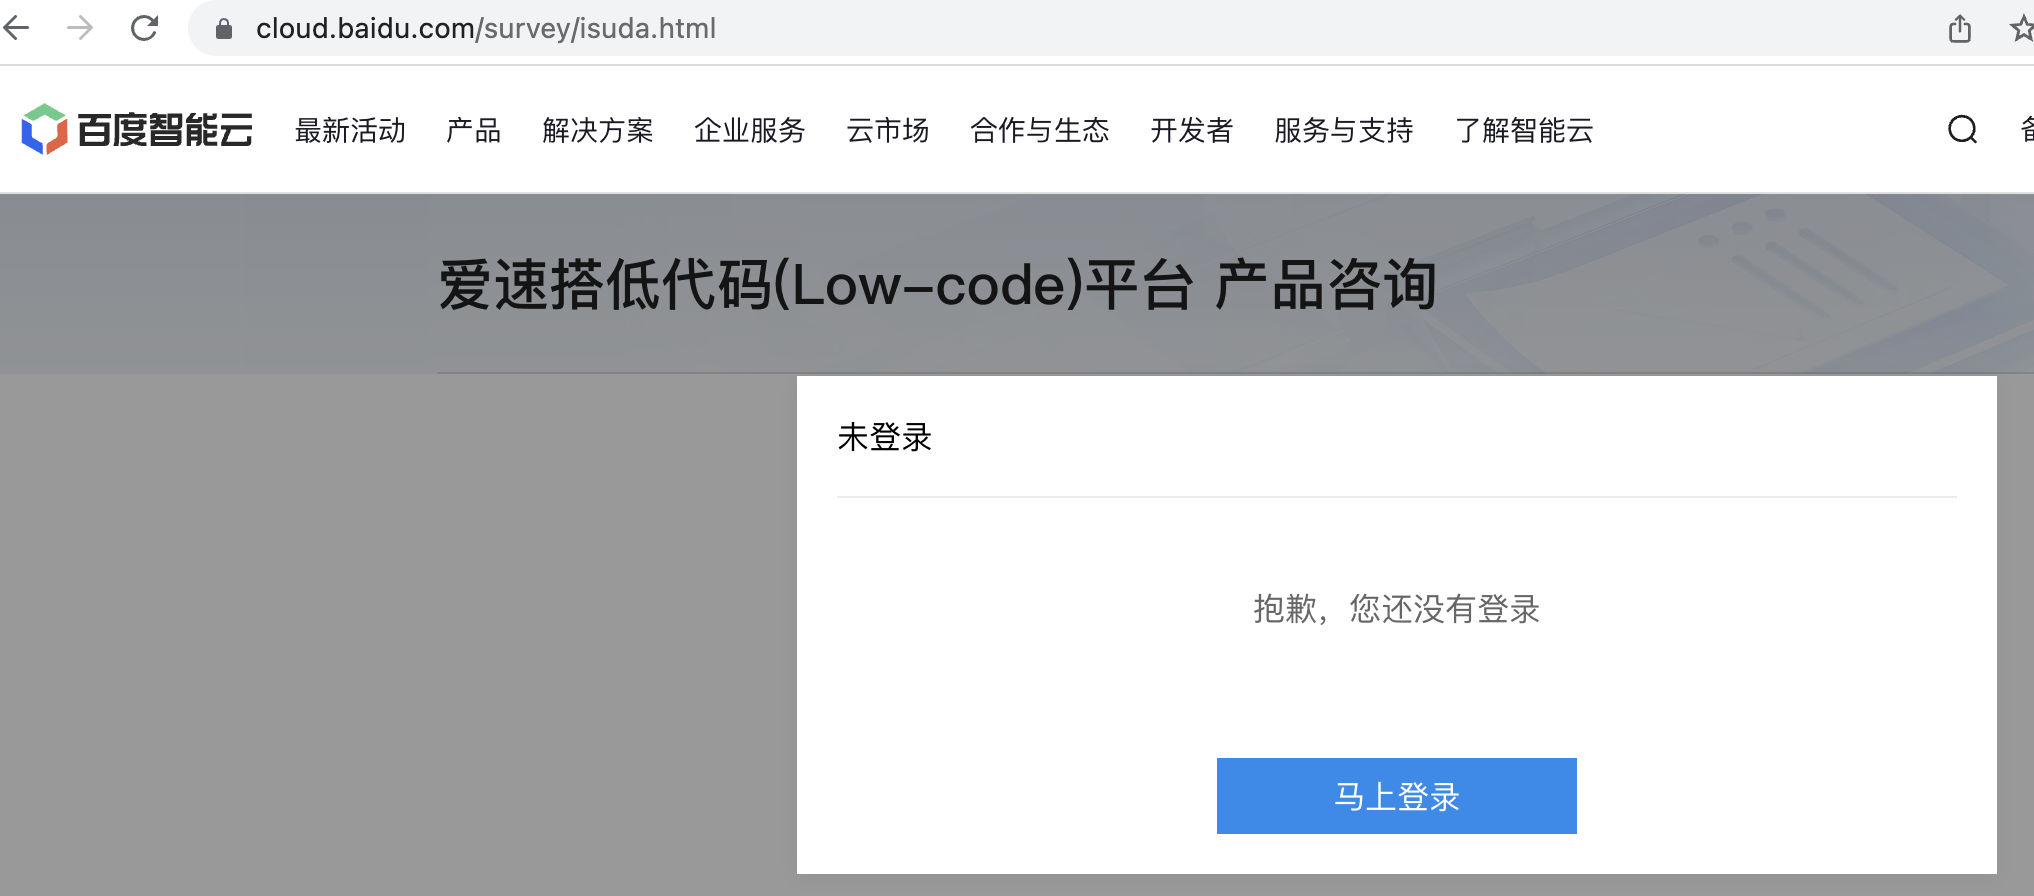 cloud.baidu.com/survey/isuda.html
百度智能云 最新活动 产品 解决方案 企业服务 云市场 合作与生态 开发者 服务与支持 了解智能云
爱速搭低代码(Low-code)平台 产品咨询
未登录
抱歉，您还没有登录
马上登录